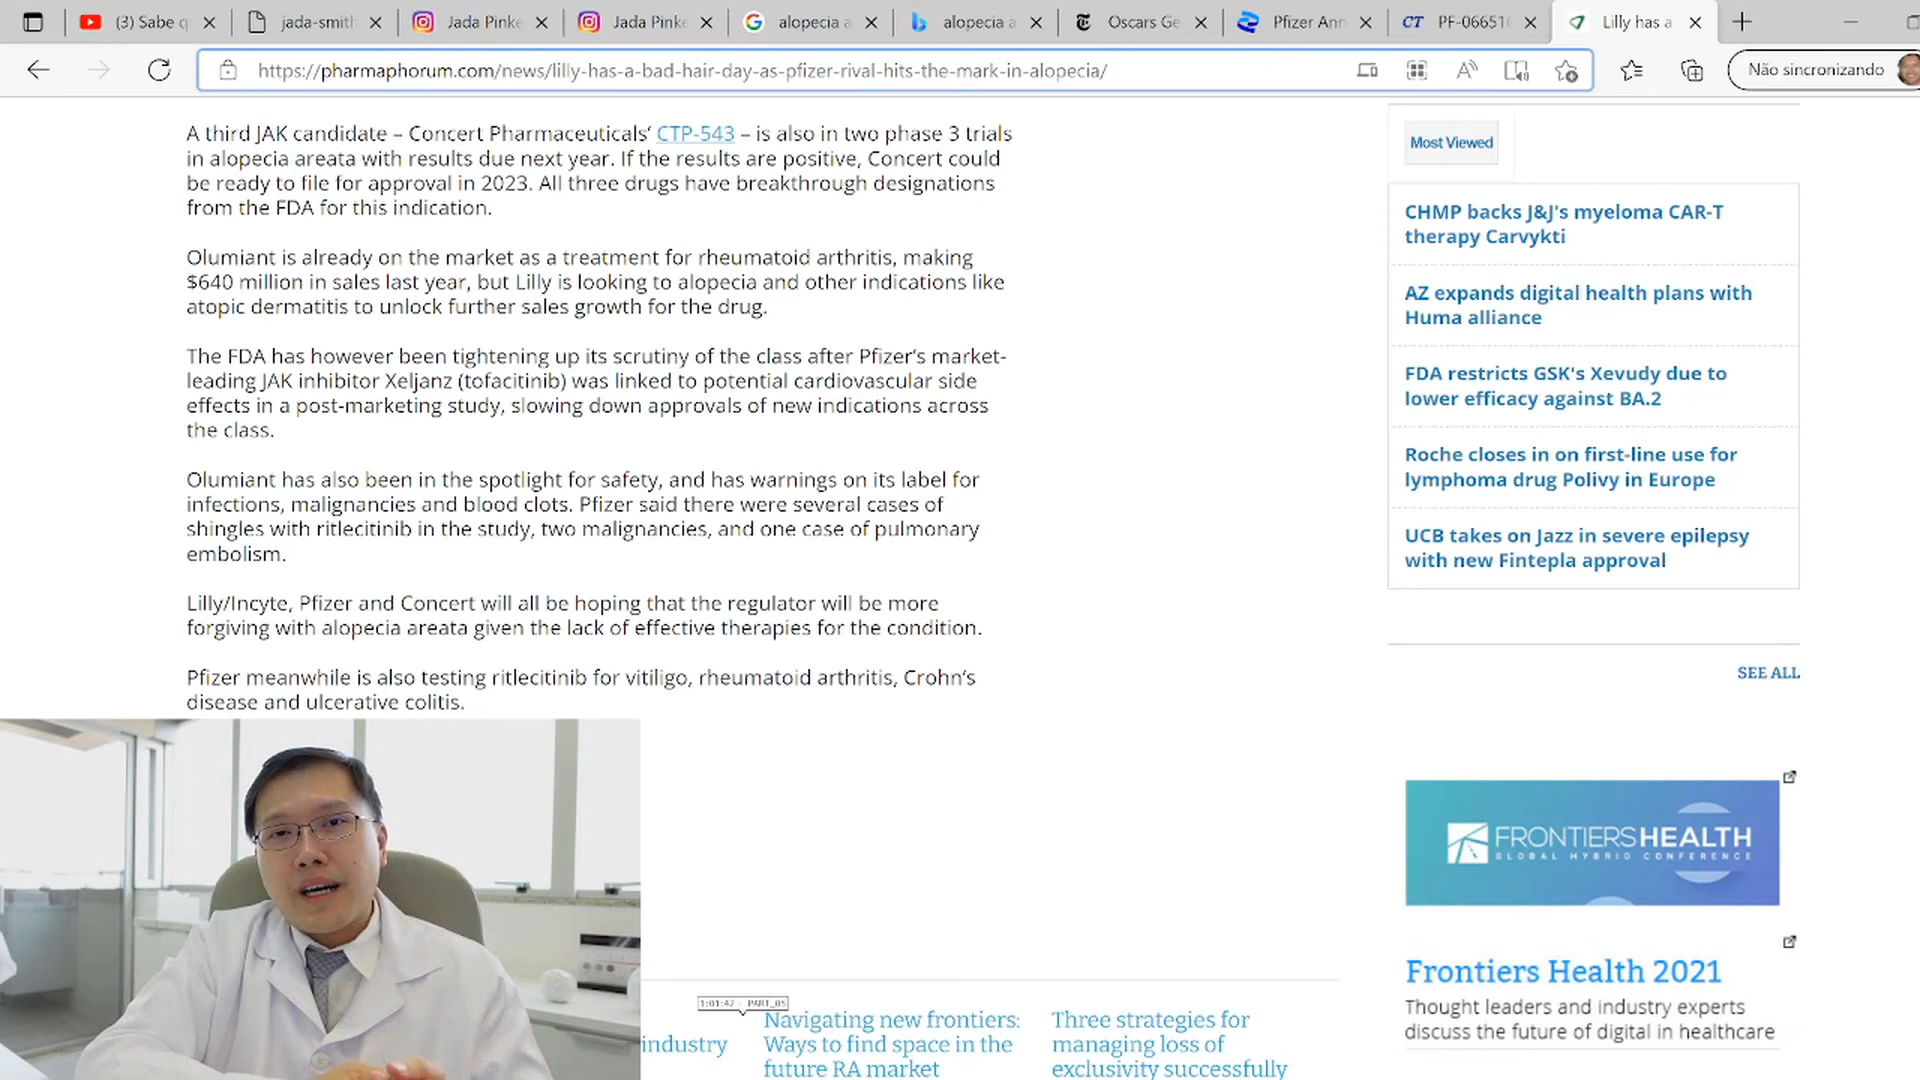 (3) Sabe q
jada-smith
Jada Pinke
Jada Pinke
alopecia a
alopecia a
Oscars Ge
Pfizer Ann
CT PF-06651
Lilly has a
https://pharmaphorum.com/news/lilly-has-a-bad-hair-day-as-pfizer-rival-hits-the-mark-in-alopecia/
Não sincronizando
A third JAK candidate – Concert Pharmaceuticals’ CTP-543 – is also in two phase 3 trials
in alopecia areata with results due next year. If the results are positive, Concert could
be ready to file for approval in 2023. All three drugs have breakthrough designations
from the FDA for this indication.
Olumiant is already on the market as a treatment for rheumatoid arthritis, making
$640 million in sales last year, but Lilly is looking to alopecia and other indications like
atopic dermatitis to unlock further sales growth for the drug.
The FDA has however been tightening up its scrutiny of the class after Pfizer’s market-
leading JAK inhibitor Xeljanz (tofacitinib) was linked to potential cardiovascular side
effects in a post-marketing study, slowing down approvals of new indications across
the class.
Olumiant has also been in the spotlight for safety, and has warnings on its label for
infections, malignancies and blood clots. Pfizer said there were several cases of
shingles with ritlecitinib in the study, two malignancies, and one case of pulmonary
embolism.
Lilly/Incyte, Pfizer and Concert will all be hoping that the regulator will be more
forgiving with alopecia areata given the lack of effective therapies for the condition.
Pfizer meanwhile is also testing ritlecitinib for vitiligo, rheumatoid arthritis, Crohn’s
disease and ulcerative colitis.
Most Viewed
CHMP backs J&J's myeloma CAR-T
therapy Carvykti
AZ expands digital health plans with
Huma alliance
FDA restricts GSK's Xevudy due to
lower efficacy against BA.2
Roche closes in on first-line use for
lymphoma drug Polivy in Europe
UCB takes on Jazz in severe epilepsy
with new Fintepla approval
SEE ALL
FRONTIERSHEALTH
GLOBAL HYBRID CONFERENCE
Frontiers Health 2021
Thought leaders and industry experts
discuss the future of digital in healthcare
1:01:47 - PART_05
industry
Navigating new frontiers:
Ways to find space in the
future RA market
Three strategies for
managing loss of
exclusivity successfully